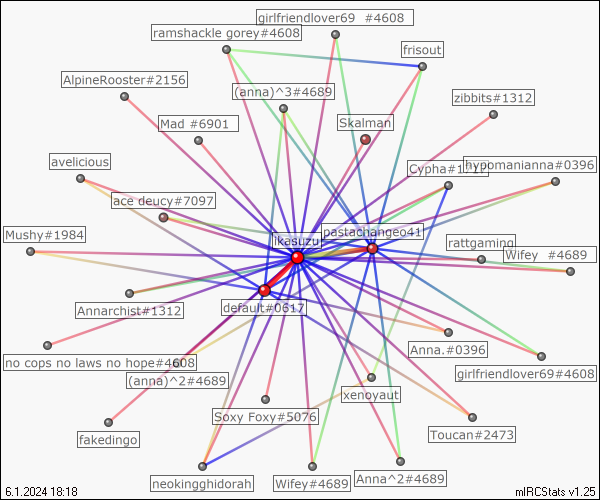 girlfriendlover69 #4608
ramshackle gorey#4608
frisout
AlpineRooster#2156
(anna)^3#4689
zibbits#1312
Mad #6901
Skalman
avelicious
hypomanianna#0396
ace deucy#7097
Mushy#1984
ikasuzu
pastachangeo41
rattgaming
Wifey #4689
Annarchist#1312
default#0617
no cops no laws no hope#4608
Anna.#0396
(anna)^2#4689
girlfriendlover69#4608
xenoyaut
Soxy Foxy#5076
fakedingo
Toucan#2473
neokingghidorah
Wifey#4689
Anna^2#4689
6.1.2024 18:18
mIRCStats v1.25